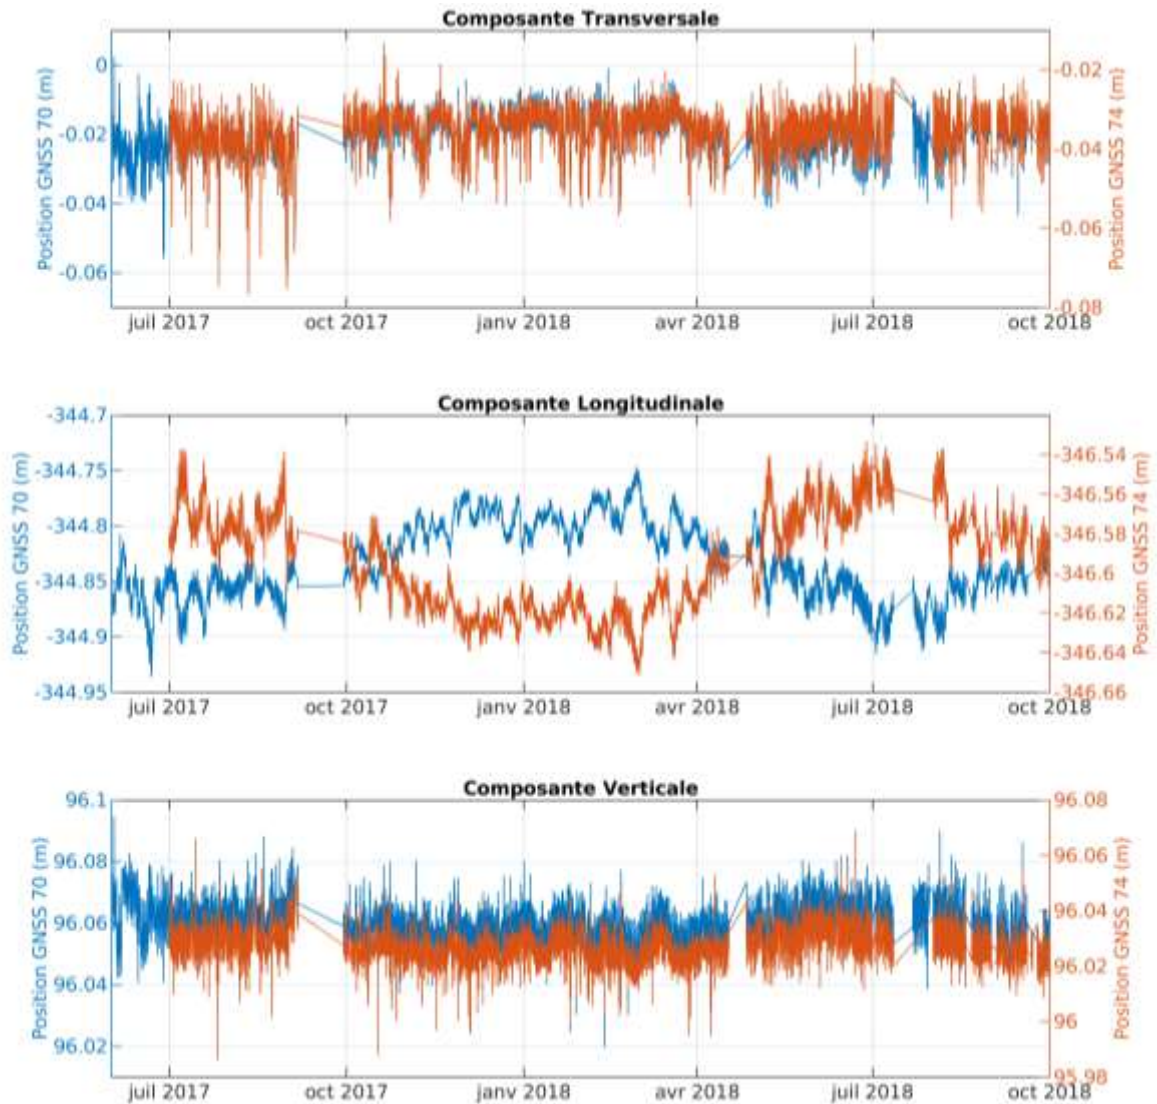 Composante Transversale
Position GNSS 70 (m)
0
-0.02
-0.04
-0.06
-0.02
-0.04
-0.06
-0.08
Position GNSS 74 (m)
juil 2017 oct 2017 janv 2018 avr 2018 juil 2018 oct 2018
Composante Longitudinale
Position GNSS 70 (m)
-344.7
-344.75
-344.8
-344.85
-344.9
-344.95
-346.54
-346.56
-346.58
-346.6
-346.62
-346.64
-346.66
Position GNSS 74 (m)
juil 2017 oct 2017 janv 2018 avr 2018 juil 2018 oct 2018
Composante Verticale
Position GNSS 70 (m)
96.1
96.08
96.06
96.04
96.02
96.08
96.06
96.04
96.02
96
95.98
Position GNSS 74 (m)
juil 2017 oct 2017 janv 2018 avr 2018 juil 2018 oct 2018